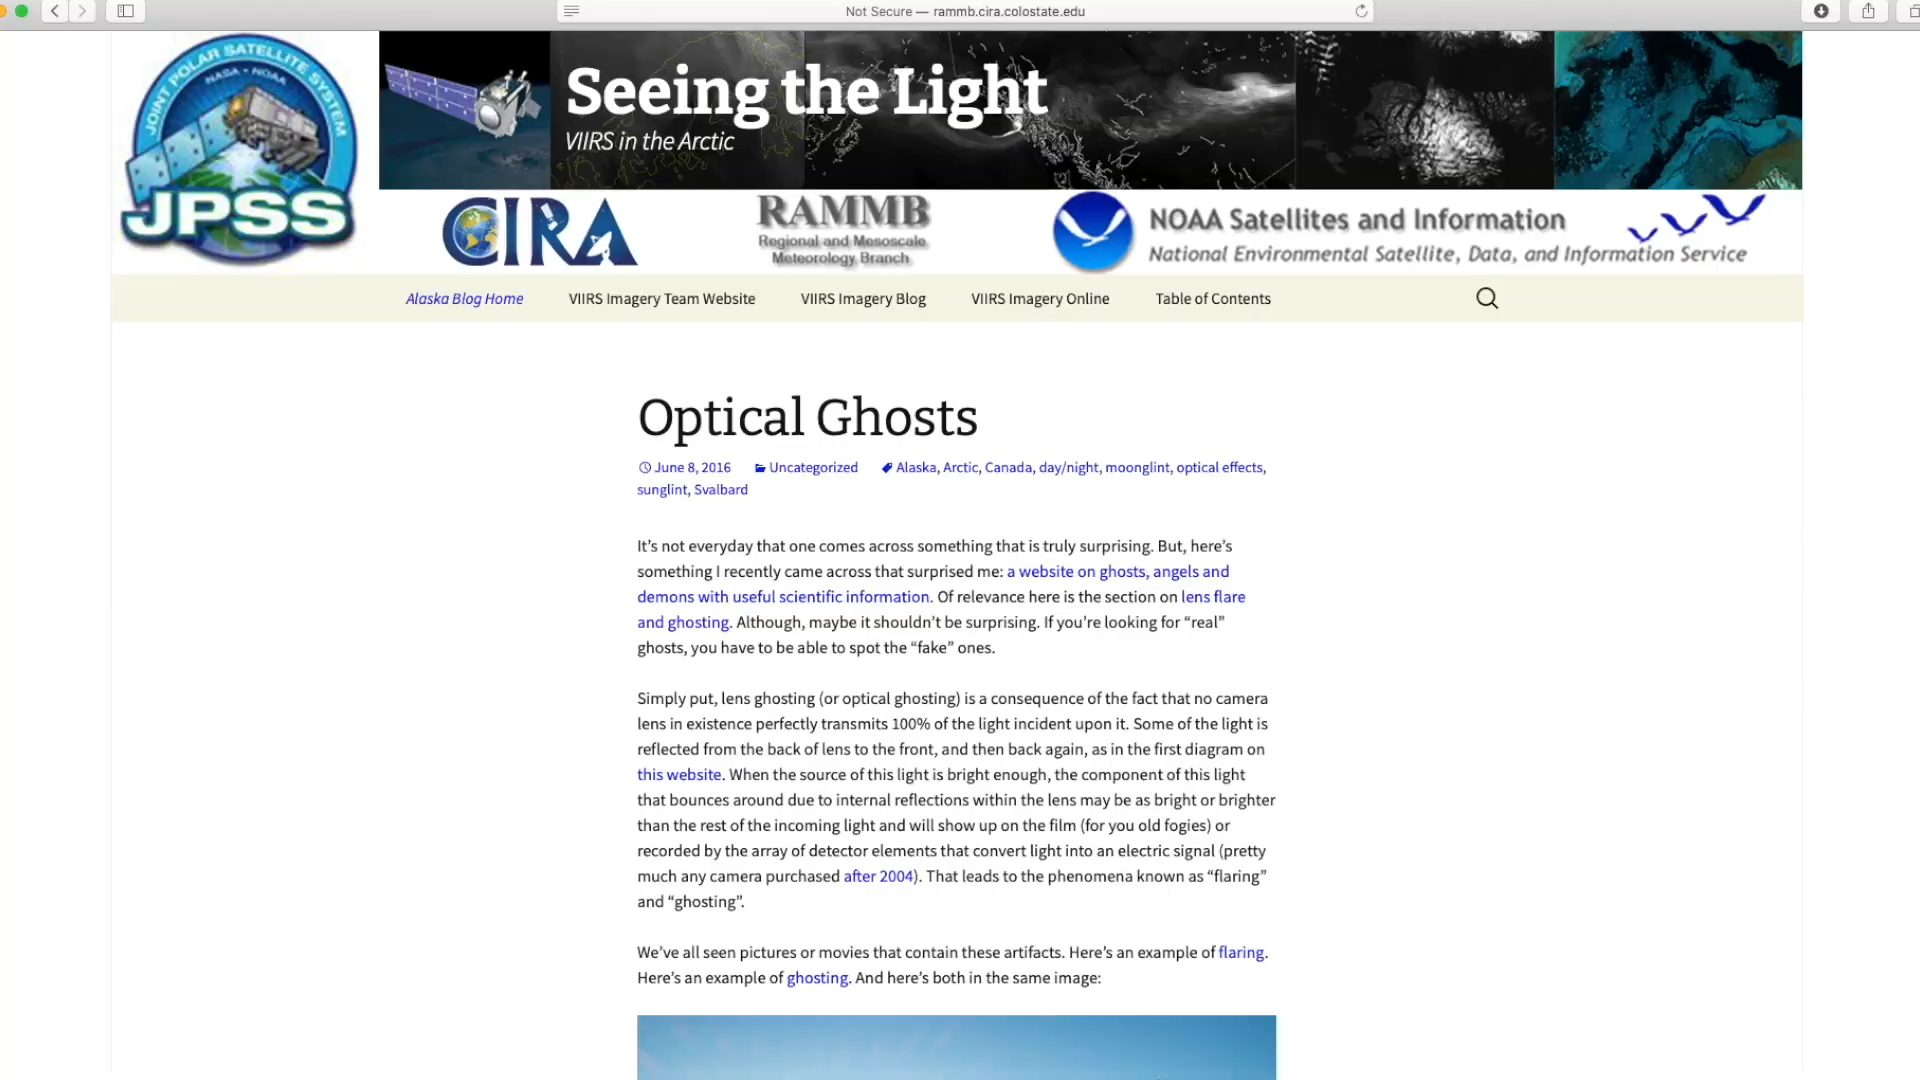 Not Secure — rammb.cira.colostate.edu
JOINT POLAR SATELLITE SYSTEM
NASA • NOAA
JPSS
Seeing the Light
VIIRS in the Arctic
CIRA
RAMMB
Regional and Mesoscale
Meteorology Branch
NOAA Satellites and Information
National Environmental Satellite, Data, and Information Service
Alaska Blog Home VIIRS Imagery Team Website VIIRS Imagery Blog VIIRS Imagery Online Table of Contents
Optical Ghosts
June 8, 2016 Uncategorized Alaska, Arctic, Canada, day/night, moonglint, optical effects,
sunglint, Svalbard
It’s not everyday that one comes across something that is truly surprising. But, here’s
something I recently came across that surprised me: a website on ghosts, angels and
demons with useful scientific information. Of relevance here is the section on lens flare
and ghosting. Although, maybe it shouldn’t be surprising. If you’re looking for “real”
ghosts, you have to be able to spot the “fake” ones.
Simply put, lens ghosting (or optical ghosting) is a consequence of the fact that no camera
lens in existence perfectly transmits 100% of the light incident upon it. Some of the light is
reflected from the back of lens to the front, and then back again, as in the first diagram on
this website. When the source of this light is bright enough, the component of this light
that bounces around due to internal reflections within the lens may be as bright or brighter
than the rest of the incoming light and will show up on the film (for you old fogies) or
recorded by the array of detector elements that convert light into an electric signal (pretty
much any camera purchased after 2004). That leads to the phenomena known as “flaring”
and “ghosting”.
We’ve all seen pictures or movies that contain these artifacts. Here’s an example of flaring.
Here’s an example of ghosting. And here’s both in the same image: